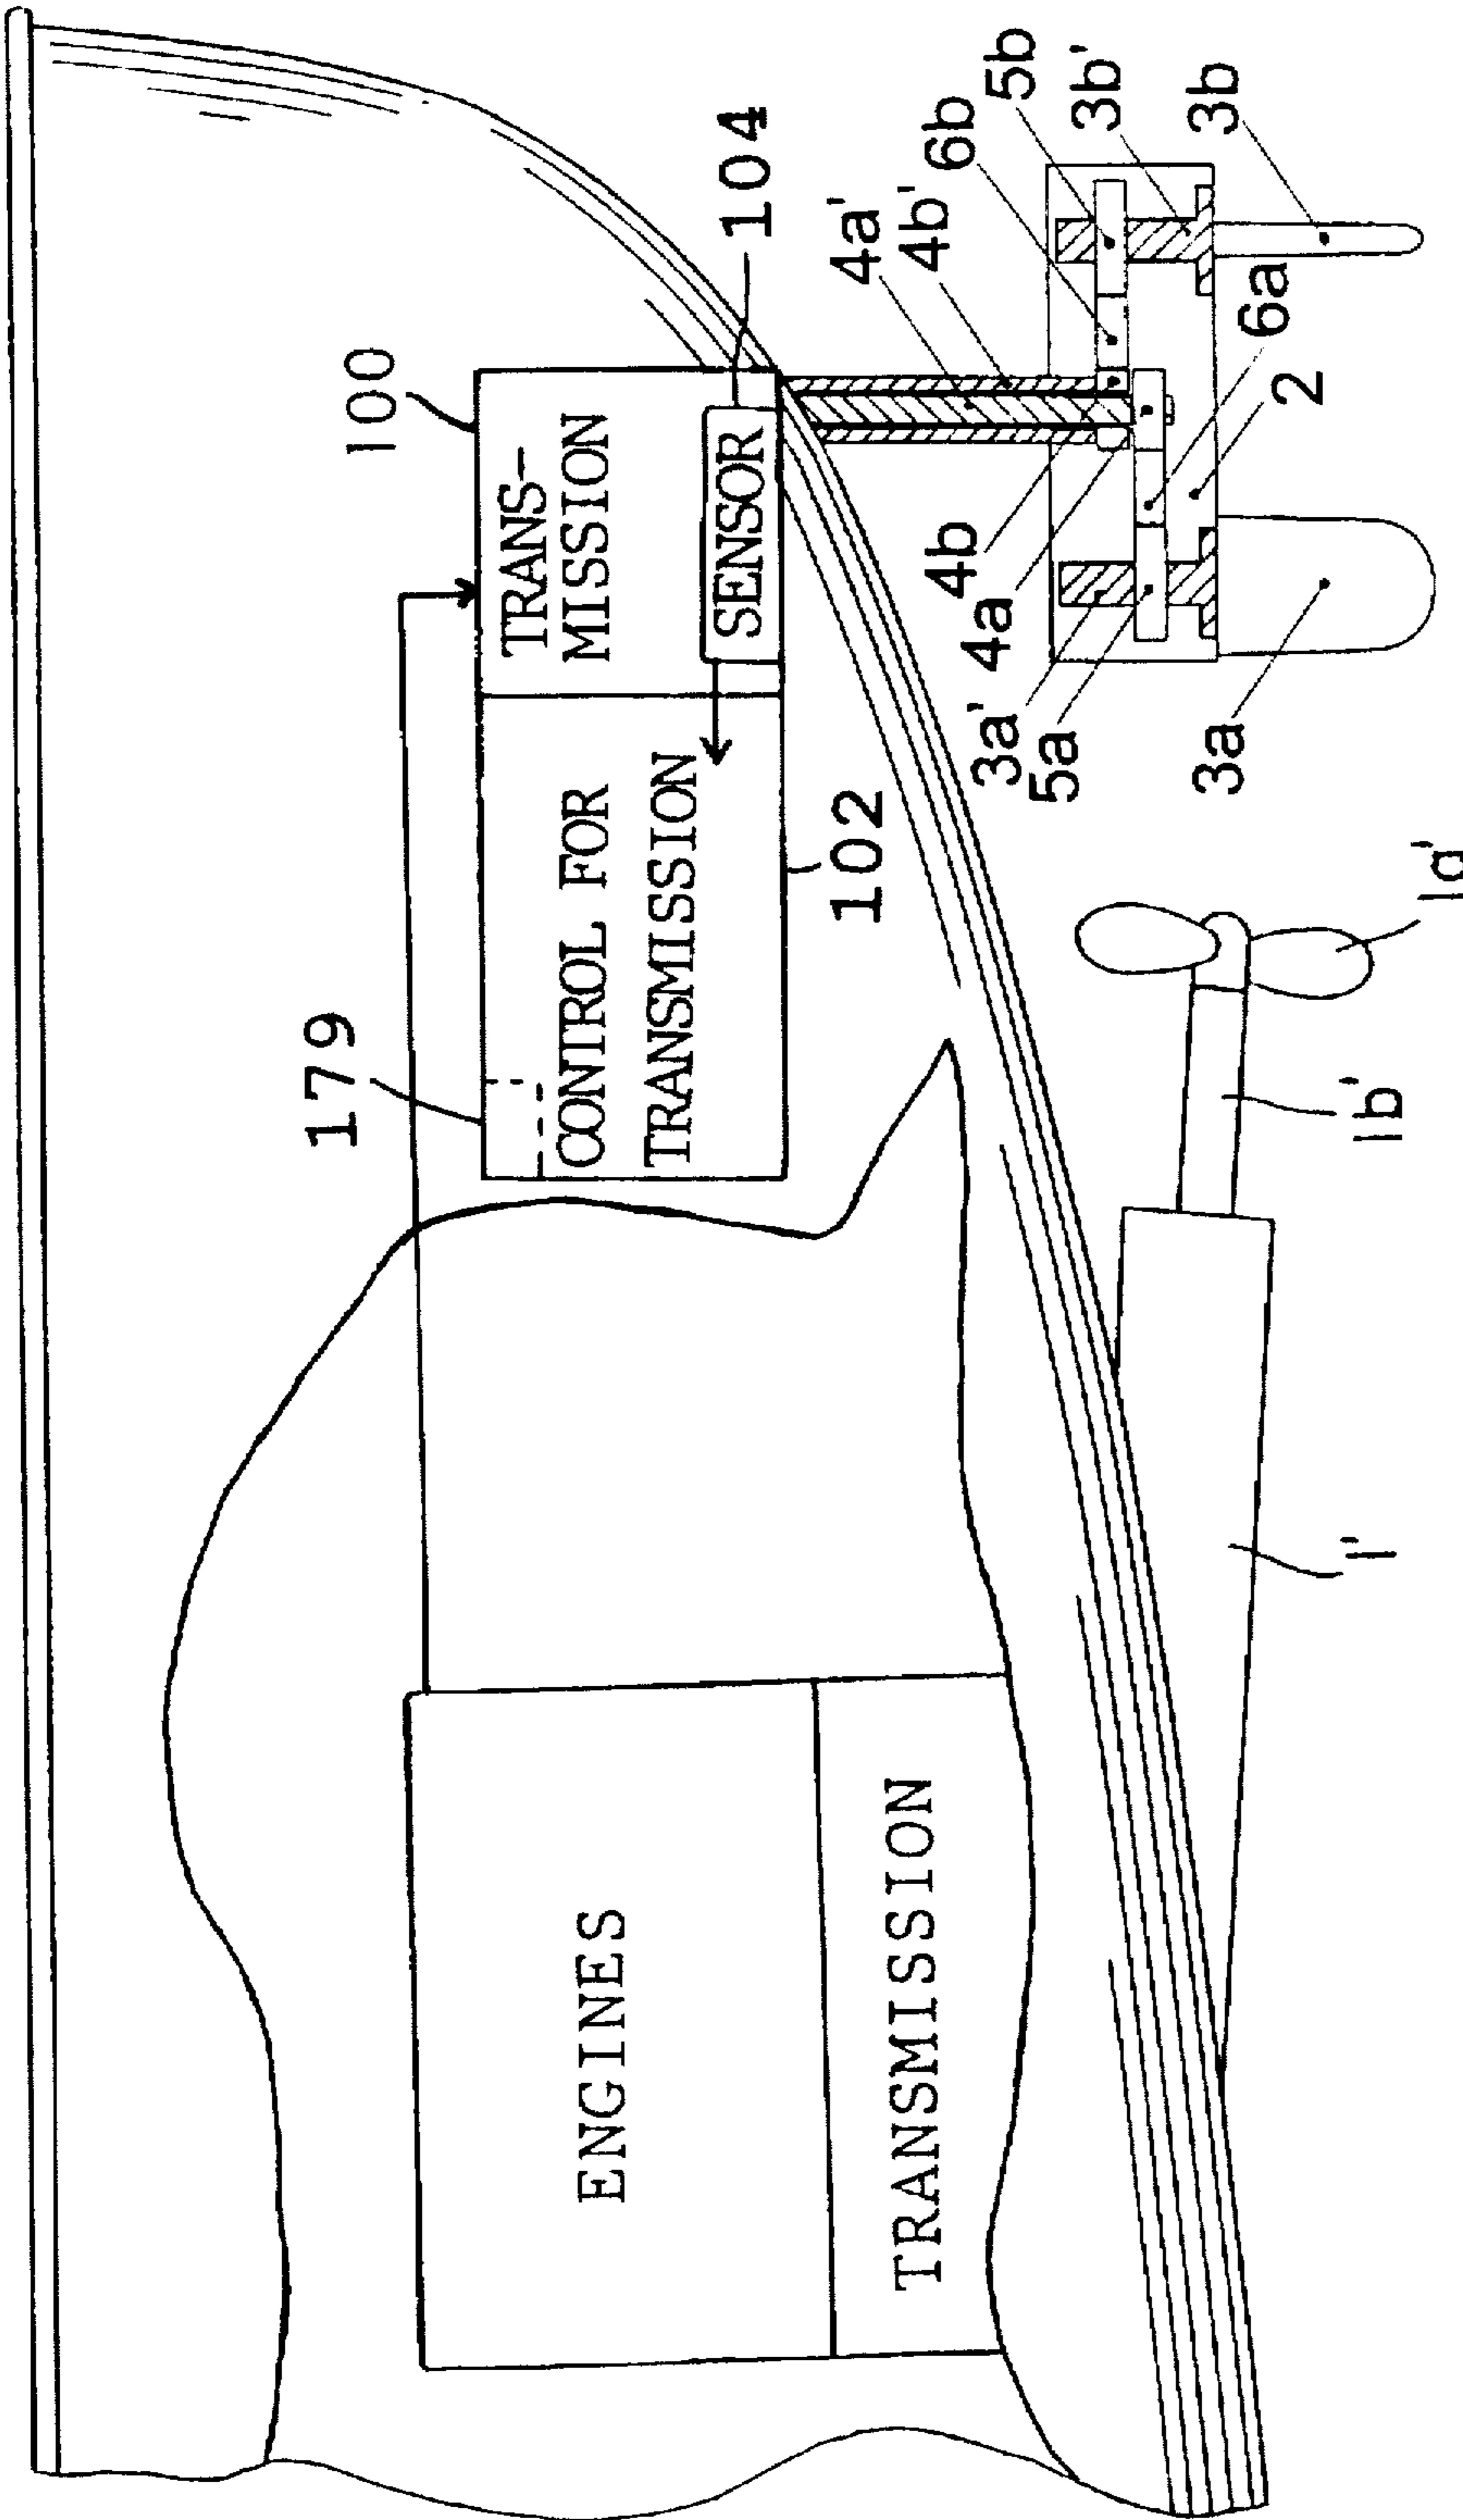 100
TRANS-
MISSION
SENSOR
104
179
CONTROL FOR
TRANSMISSION
102
ENGINES
TRANSMISSION
4a'
4b'
6b
5b
3b'
3b
4b
4a
3a'
5a
3a
6a
2
1a'
1b'
1'